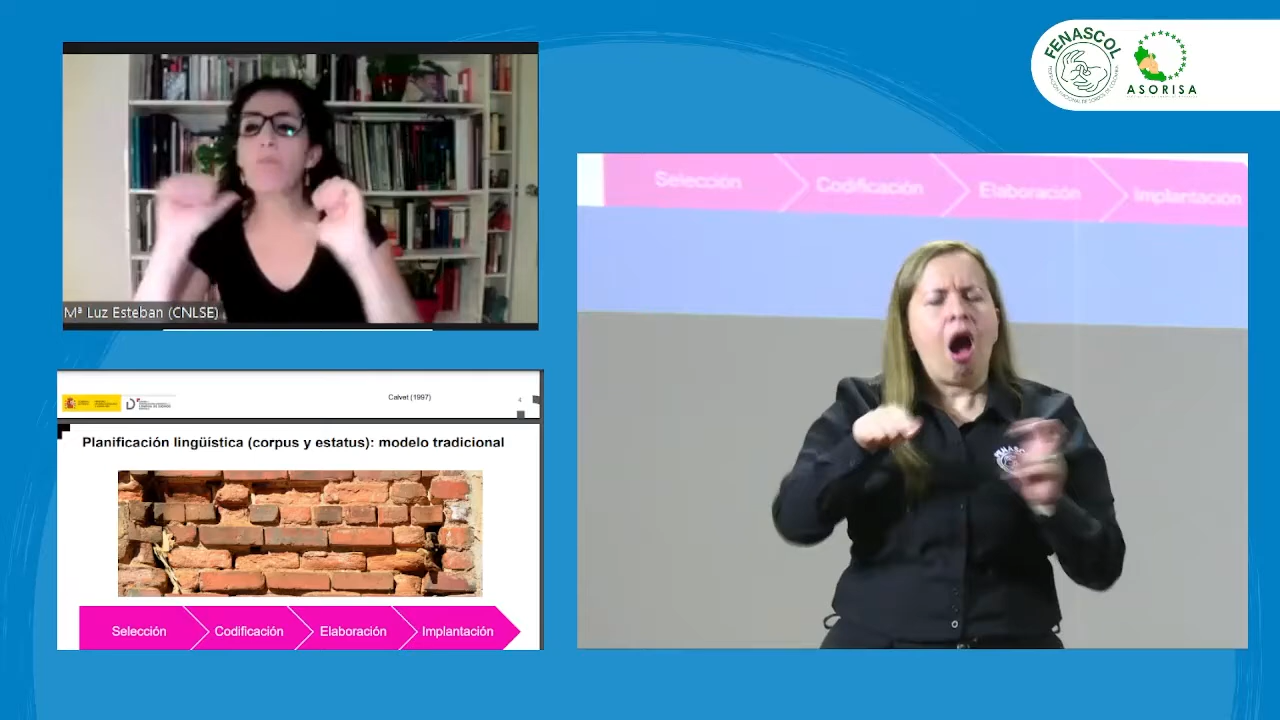 FENASCOL
ASORISA
Mª Luz Esteban (CNLSE)
Selección
Codificación
Elaboración
Implantación
Calvet (1997)
4
Planificación lingüística (corpus y estatus): modelo tradicional
Selección
Codificación
Elaboración
Implantación